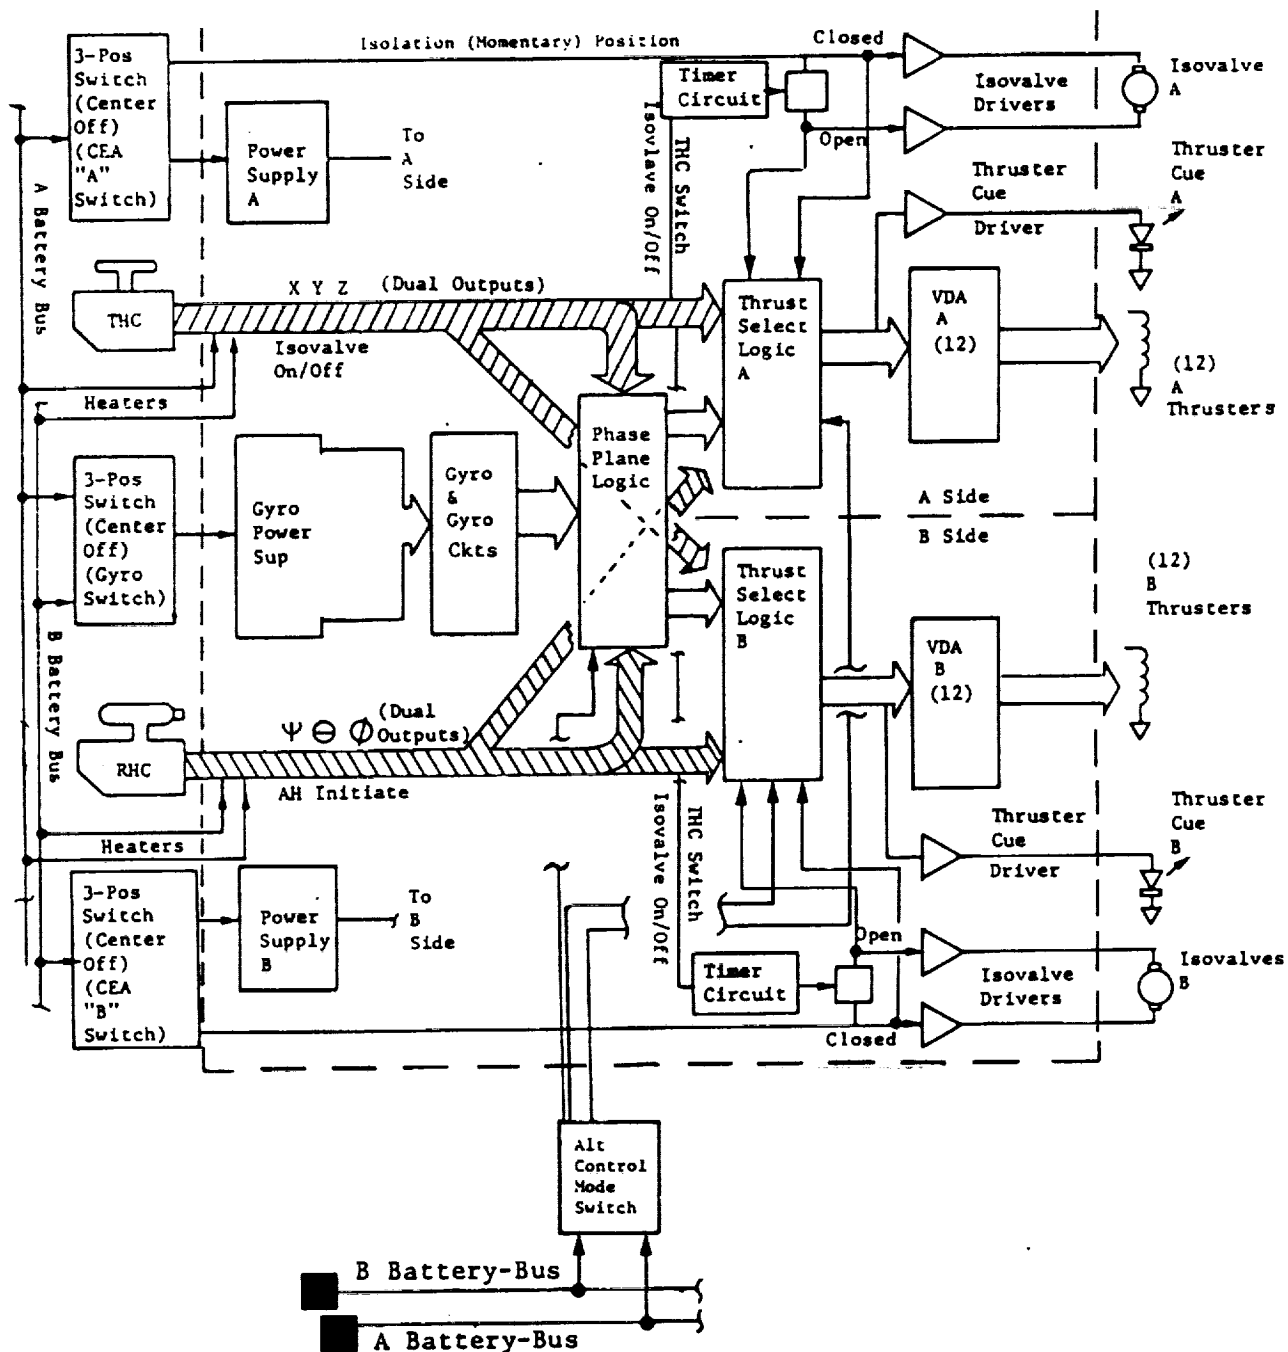 Isolation (Momentary) Position
Closed
3-Pos
Switch
(Center
Off)
(CEA
"A"
Switch)
Power
Supply
A
To
A
Side
Timer
Circuit
Open
Isovalve
Drivers
Isovalve
A
Thruster
Cue
Driver
Thruster
Cue
A
Isovlave On/Off
THC Switch
A Battery Bus
THC
X Y Z (Dual Outputs)
Isovalve
On/Off
Heaters
Thrust
Select
Logic
A
VDA
A
(12)
(12)
A
Thrusters
Phase
Plane
Logic
3-Pos
Switch
(Center
Off)
(Gyro
Switch)
Gyro
Power
Sup
Gyro
&
Gyro
Ckts
A Side
B Side
Thrust
Select
Logic
B
VDA
B
(12)
(12)
B
Thrusters
B Battery Bus
RHC
Ψ Θ Ø (Dual
Outputs)
AH Initiate
Heaters
3-Pos
Switch
(Center
Off)
(CEA
"B"
Switch)
Power
Supply
B
To
B
Side
Isovalve On/Off
THC Switch
Timer
Circuit
Open
Closed
Thruster
Cue
Driver
Thruster
Cue
B
Isovalve
Drivers
Isovalves
B
Alt
Control
Mode
Switch
B Battery-Bus
A Battery-Bus